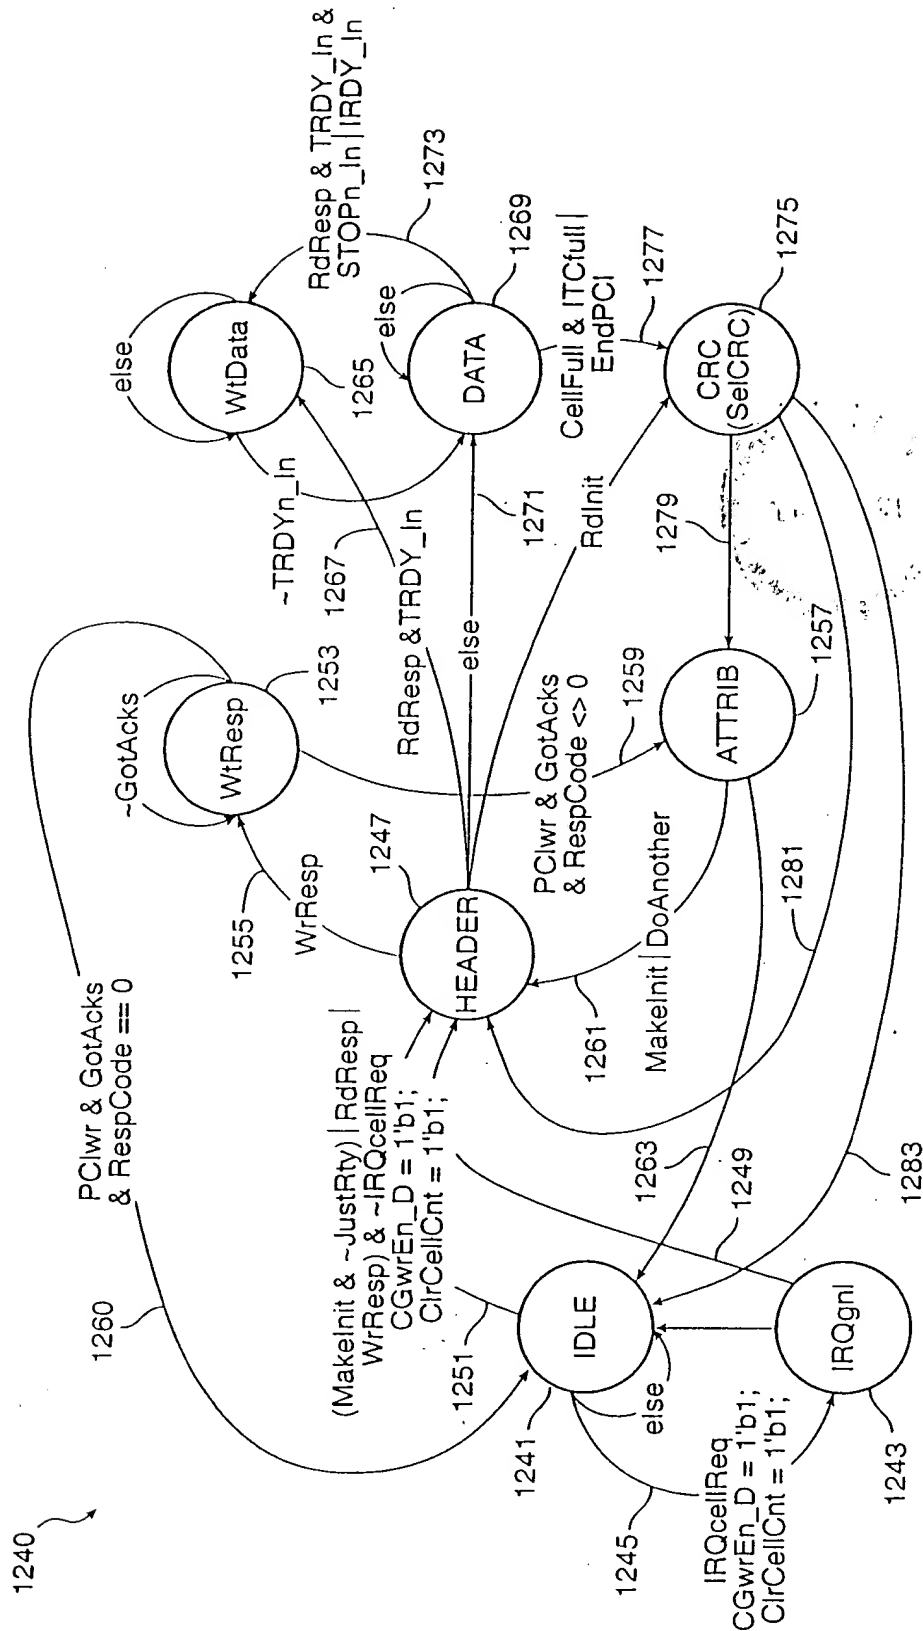 1240
1260
PCIwr & GotAcks
& RespCode == 0
~GotAcks
WtResp
1253
1255
WrResp
else
WtData
1265
~TRDYn_In
1267
RdResp & TRDY_In &
STOPn_In | IRDY_In
1273
RdResp &TRDY_In
else
DATA
1269
else
1271
(MakeInit & ~JustRty) | RdResp |
WrResp) & ~IRQcellReq
CGwrEn_D = 1'b1;
ClrCellCnt = 1'b1;
1247
HEADER
1251
1241
IDLE
else
PCIwr & GotAcks
& RespCode <> 0
1259
RdInit
CellFull & ITCfull |
EndPCI
1277
CRC
(SelCRC)
1275
1279
ATTRIB
1257
MakeInit | DoAnother
1261
1281
1263
1249
1283
1245
IRQcellReq
CGwrEn_D = 1'b1;
ClrCellCnt = 1'b1;
IRQgnl
1243